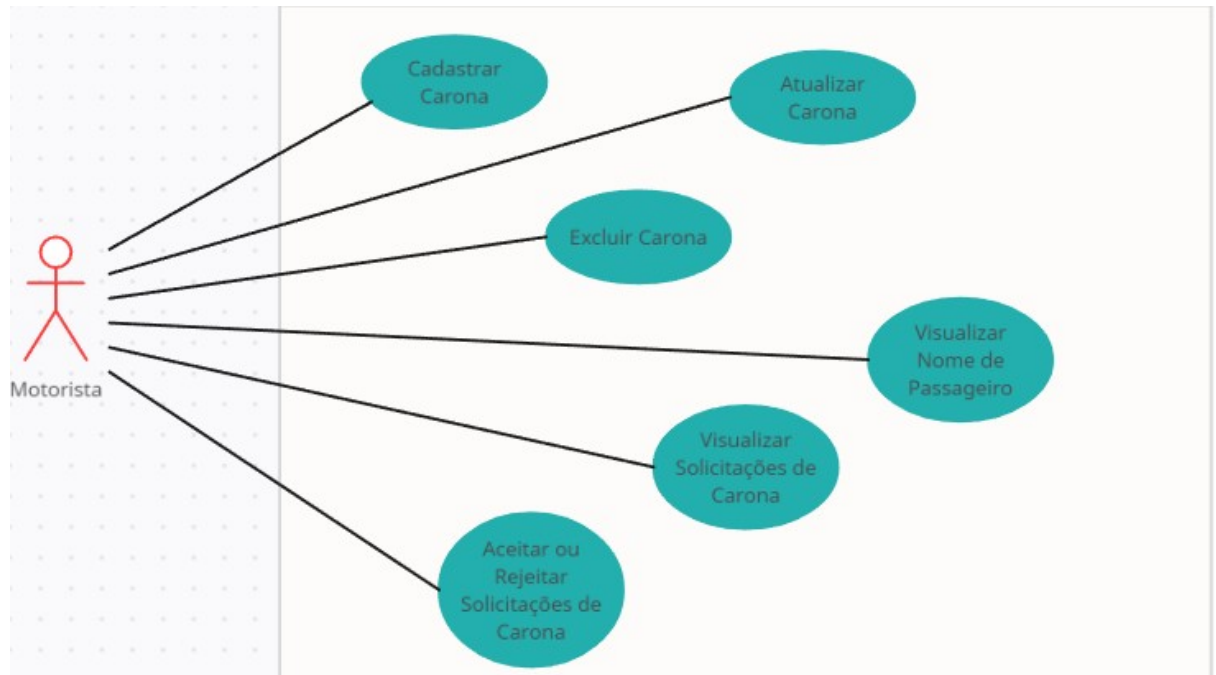 Cadastrar
Carona
Atualizar
Carona
Excluir Carona
Visualizar
Nome de
Passageiro
Motorista
Visualizar
Solicitações de
Carona
Aceitar ou
Rejeitar
Solicitações de
Carona